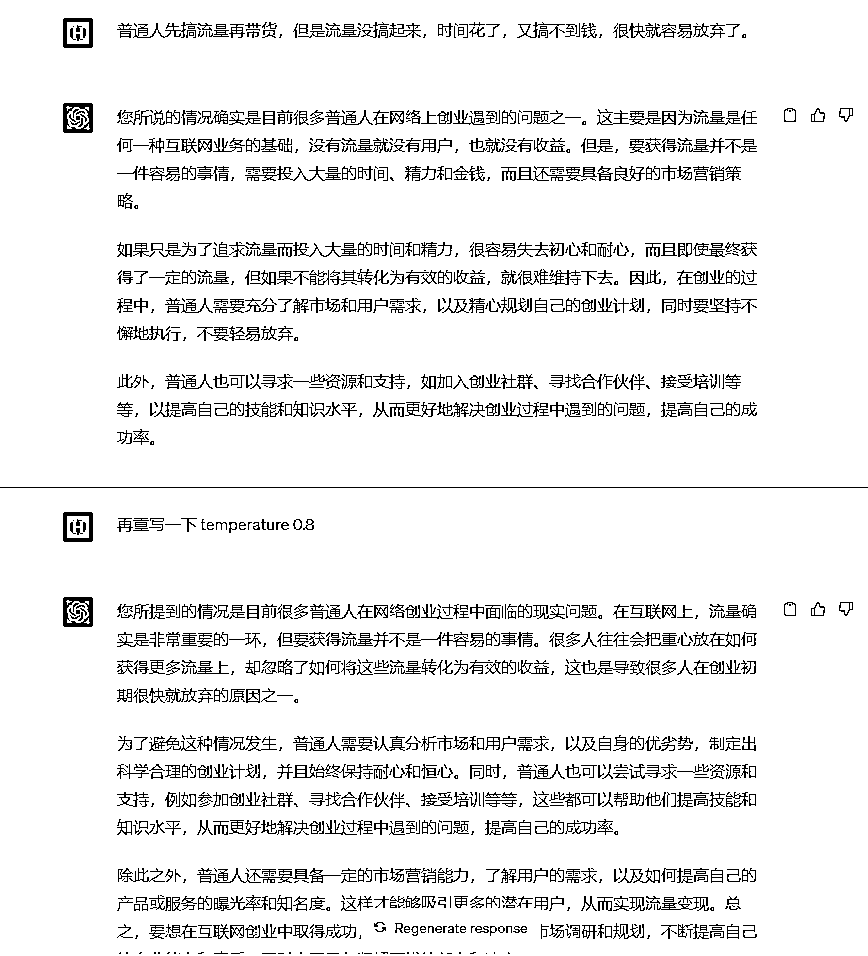 普通人先搞流量再带货，但是流量没搞起来，时间花了，又搞不到钱，很快就容易放弃了。
您所说的情况确实是目前很多普通人在网络上创业遇到的问题之一。这主要是因为流量是任
何一种互联网业务的基础，没有流量就没有用户，也就没有收益。但是，要获得流量并不是
一件容易的事情，需要投入大量的时间、精力和金钱，而且还需要具备良好的市场营销策
略。
如果只是为了追求流量而投入大量的时间和精力，很容易失去初心和耐心，而且即使最终获
得了一定的流量，但如果不能将其转化为有效的收益，就很难维持下去。因此，在创业的过
程中，普通人需要充分了解市场和用户需求，以及精心规划自己的创业计划，同时要坚持不
懈地执行，不要轻易放弃。
此外，普通人也可以寻求一些资源和支持，如加入创业社群、寻找合作伙伴、接受培训等
等，以提高自己的技能和知识水平，从而更好地解决创业过程中遇到的问题，提高自己的成
功率。
再重写一下 temperature 0.8
您所提到的情况是目前很多普通人在网络创业过程中面临的现实问题。在互联网上，流量确
实是非常重要的一环，但要获得流量并不是一件容易的事情。很多人往往会把重心放在如何
获得更多流量上，却忽略了如何将这些流量转化为有效的收益，这也是导致很多人在创业初
期很快就放弃的原因之一。
为了避免这种情况发生，普通人需要认真分析市场和用户需求，以及自身的优劣势，制定出
科学合理的创业计划，并且始终保持耐心和恒心。同时，普通人也可以尝试寻求一些资源和
支持，例如参加创业社群、寻找合作伙伴、接受培训等等，这些都可以帮助他们提高技能和
知识水平，从而更好地解决创业过程中遇到的问题，提高自己的成功率。
除此之外，普通人还需要具备一定的市场营销能力，了解用户的需求，以及如何提高自己的
产品或服务的曝光率和知名度。这样才能够吸引更多的潜在用户，从而实现流量变现。总
之，要想在互联网创业中取得成功， Regenerate response 市场调研和规划，不断提高自己